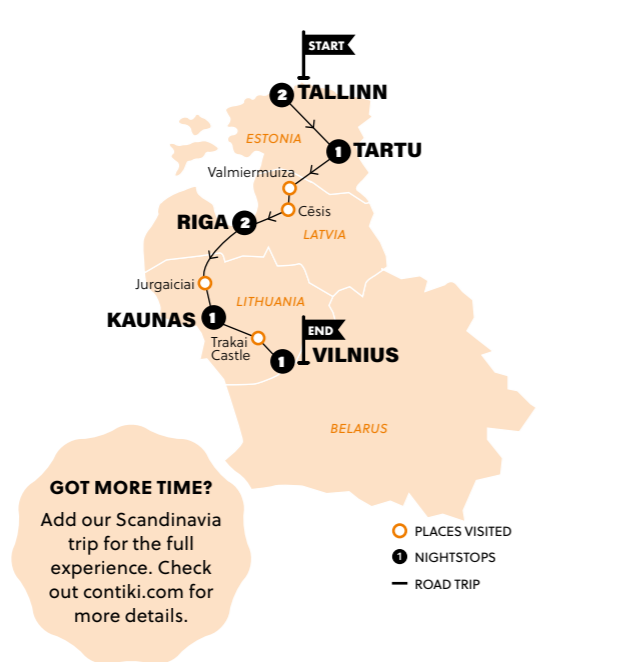 START
2 TALLINN
ESTONIA
1 TARTU
Valmiermuiza
Cēsis
RIGA 2
LATVIA
Jurgaiciai
LITHUANIA
KAUNAS 1
END
Trakai
Castle
1 VILNIUS
BELARUS
GOT MORE TIME?
Add our Scandinavia
trip for the full
experience. Check
out contiki.com for
more details.
PLACES VISITED
1 NIGHTSTOPS
ROAD TRIP